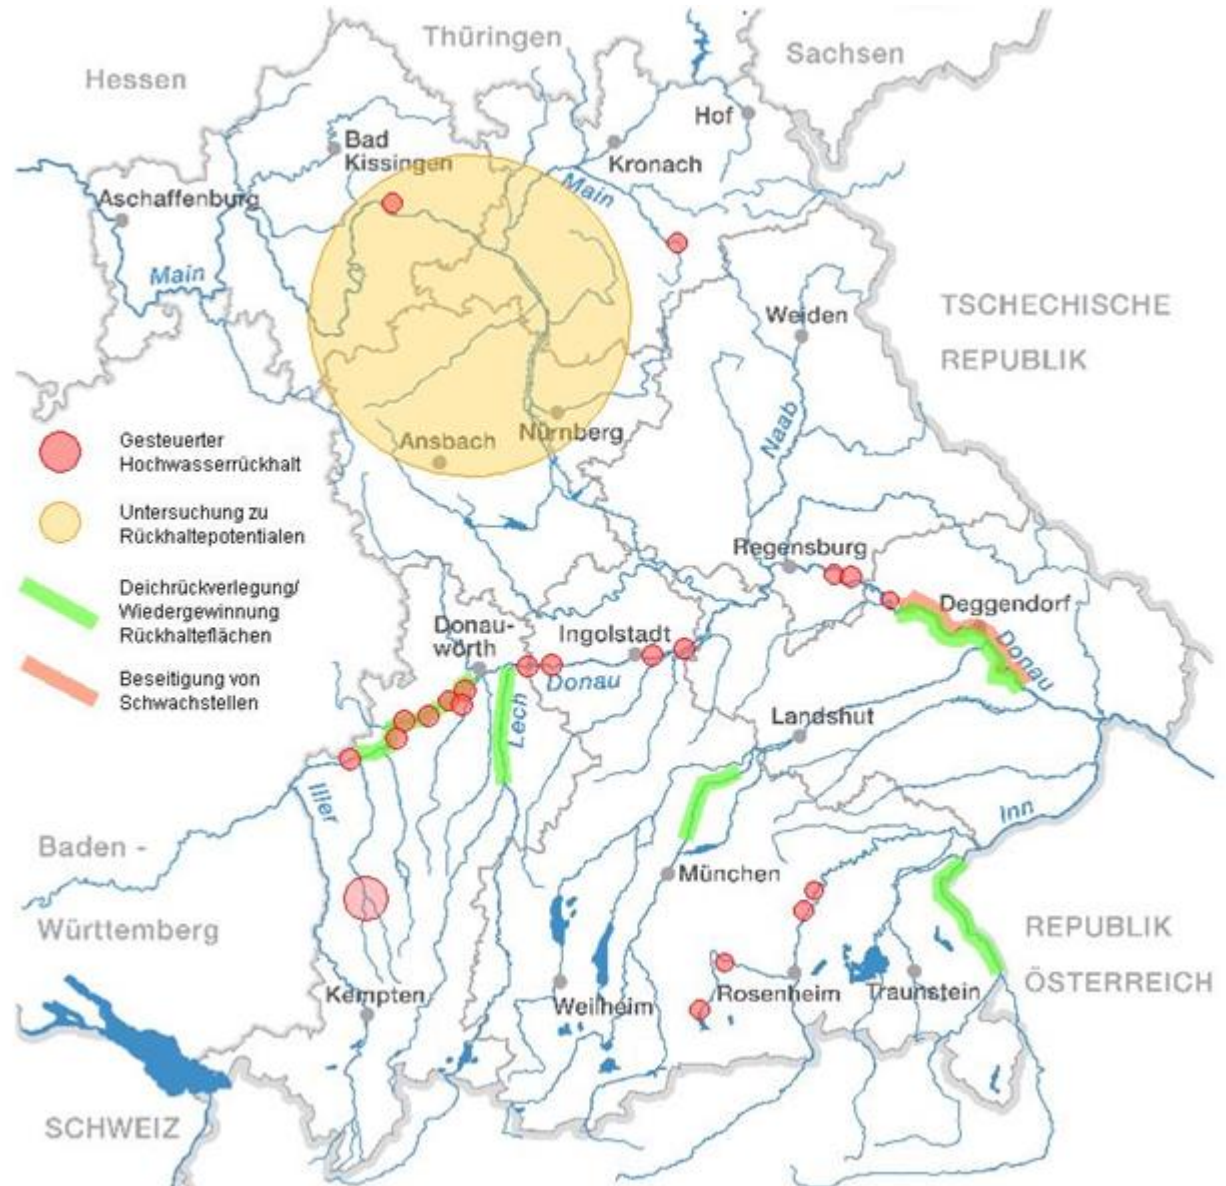 Thüringen
Sachsen
Hessen
Hof
Bad
Kissingen
Kronach
Main
Aschaffenburg
Main
TSCHECHISCHE
REPUBLIK
Weiden
Naab
Gesteuerter
Hochwasserrückhalt
Ansbach
Nürnberg
Untersuchung zu
Rückhaltepotentialen
Regensburg
Deichrückverlegung/
Wiedergewinnung
Rückhalteflächen
Deggendorf
Donau-
wörth
Ingolstadt
Donau
Donau
Beseitigung von
Schwachstellen
Lech
Landshut
Iller
Inn
Baden -
Württemberg
München
REPUBLIK
ÖSTERREICH
Kempten
Weilheim
Rosenheim
Traunstein
SCHWEIZ